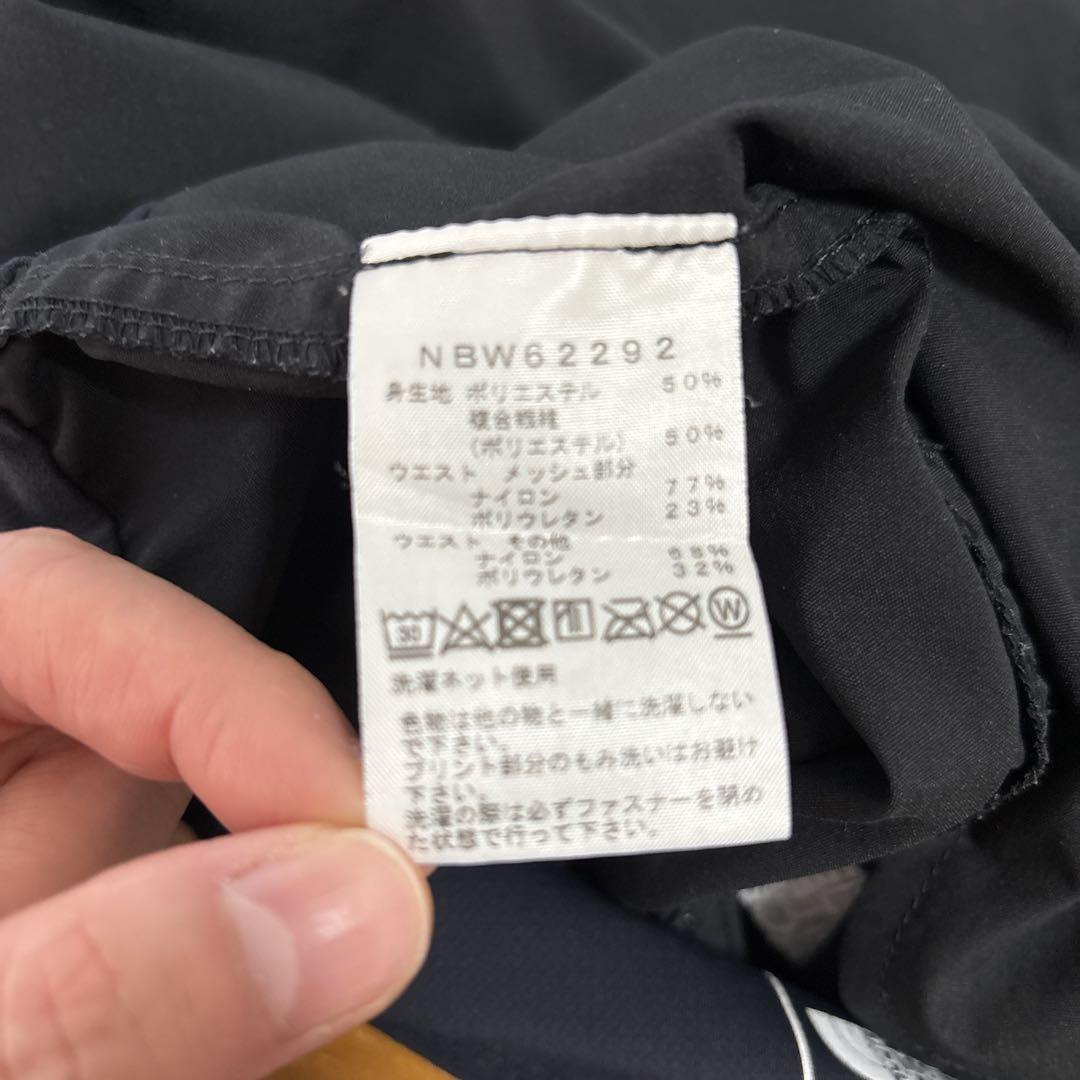 NBW62292
身生地 ポリエステル 50%
複合繊維
(ポリエステル) 50%
ウエスト メッシュ部分
ナイロン 77%
ポリウレタン 23%
ウエスト その他
ナイロン 68%
ポリウレタン 32%
30 W
洗濯ネット使用
色物は他の物と一緒に洗濯しない
で下さい。
プリント部分のもみ洗いはお避け
下さい。
洗濯の際は必ずファスナーを閉め
た状態で行って下さい。